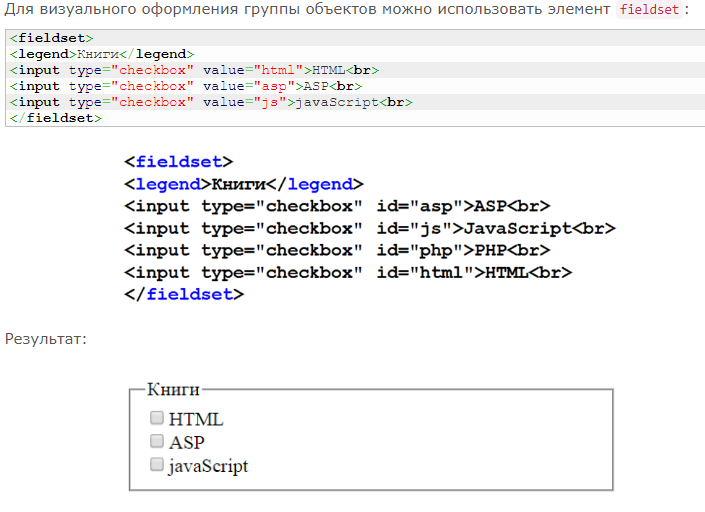 Для визуального оформления группы объектов можно использовать элемент fieldset:
<fieldset>
<legend>Книги</legend>
<input type="checkbox" value="html">HTML<br>
<input type="checkbox" value="asp">ASP<br>
<input type="checkbox" value="js">javaScript<br>
</fieldset>
<fieldset>
<legend>Книги</legend>
<input type="checkbox" id="asp">ASP<br>
<input type="checkbox" id="js">JavaScript<br>
<input type="checkbox" id="php">PHP<br>
<input type="checkbox" id="html">HTML<br>
</fieldset>
Результат:
Книги
HTML
ASP
javaScript